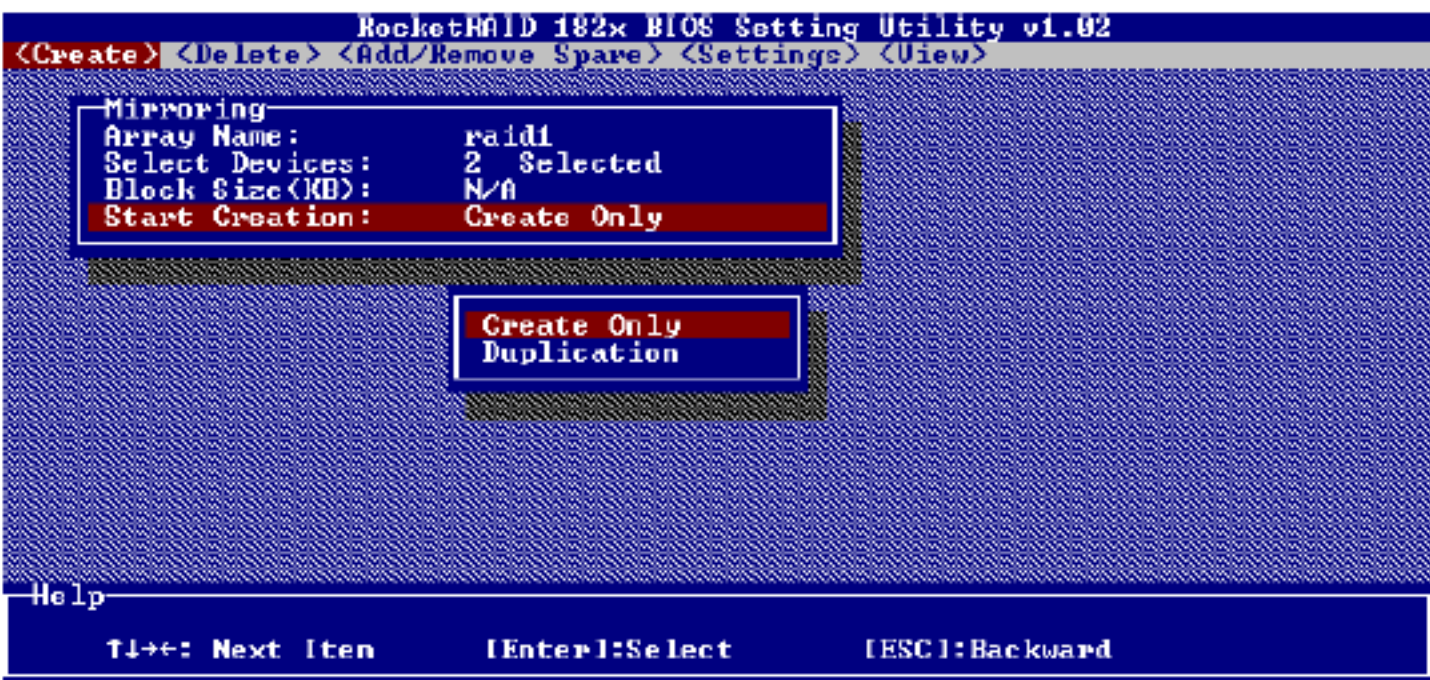 RocketRAID 182x BIOS Setting Utility v1.02
<Create> <Delete> <Add/Remove Spare> <Settings> <View>
Mirroring
Array Name: raid1
Select Devices: 2 Selected
Block Size(KB): N/A
Start Creation: Create Only
Create Only
Duplication
Help
↑↓→←: Next Item [Enter]:Select [ESC]:Backward